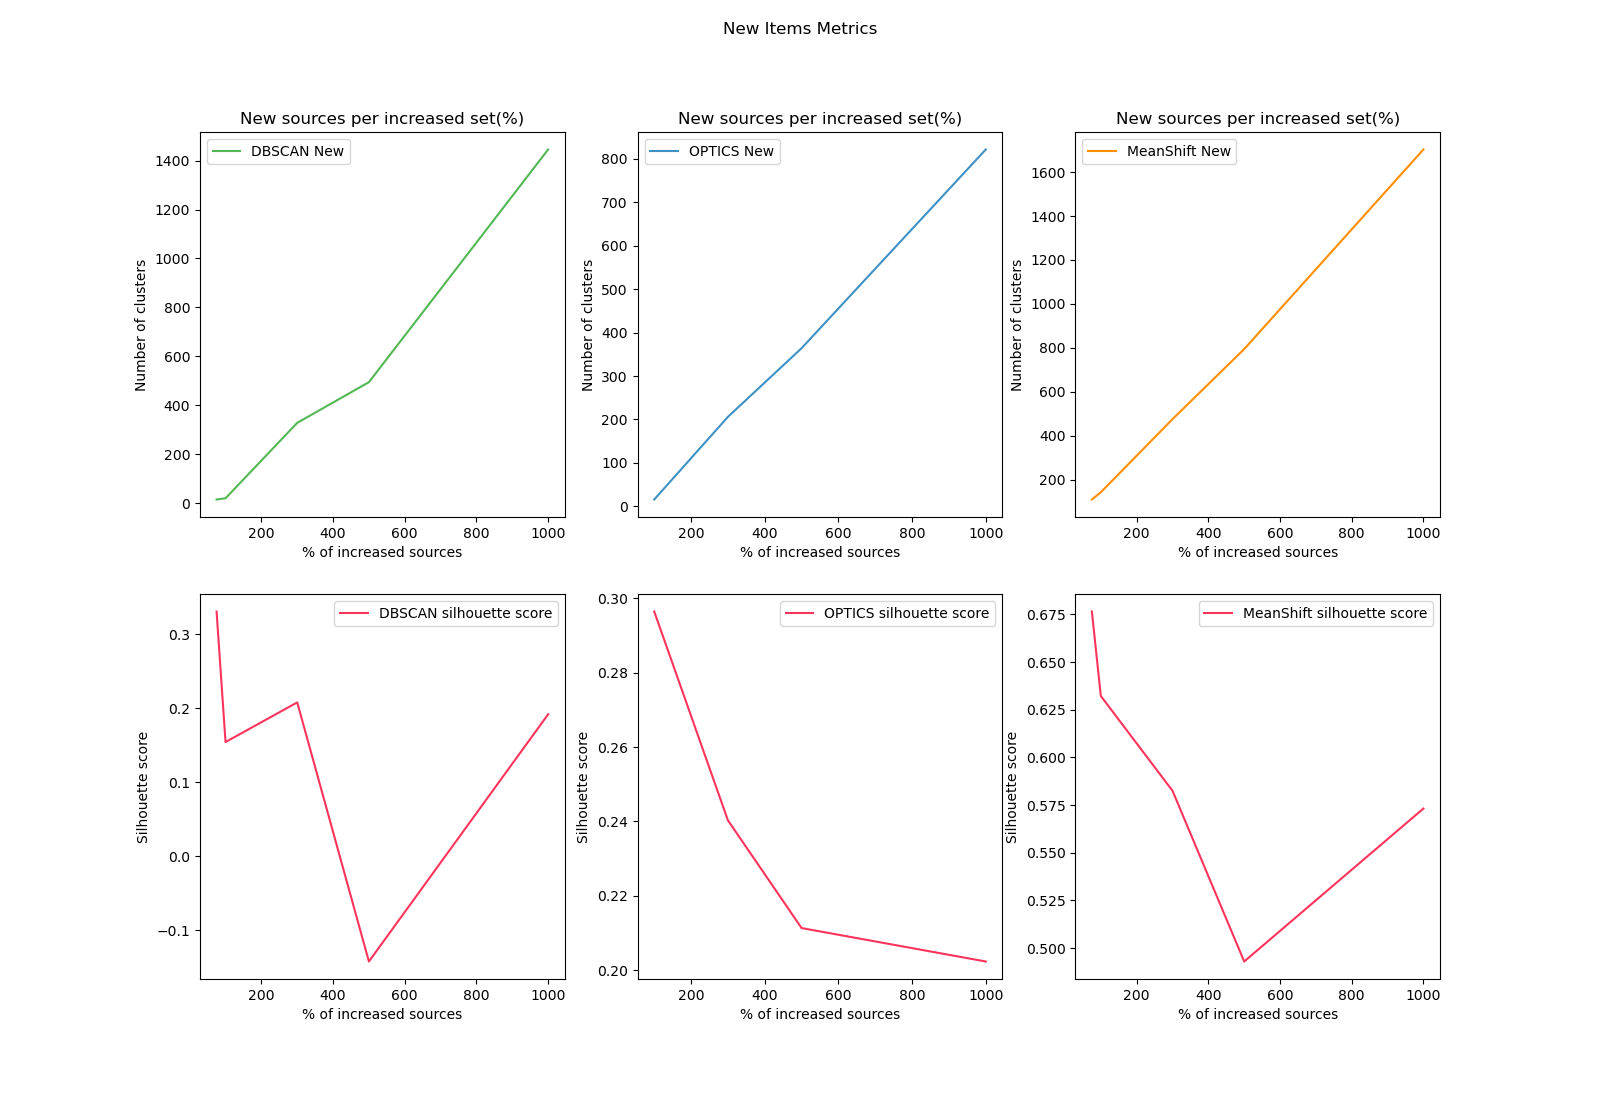 New Items Metrics
New sources per increased set(%)
DBSCAN New
1400
1200
1000
800
600
400
200
0
Number of clusters
200 400 600 800 1000
% of increased sources
New sources per increased set(%)
OPTICS New
800
700
600
500
400
300
200
100
0
Number of clusters
200 400 600 800 1000
% of increased sources
New sources per increased set(%)
MeanShift New
1600
1400
1200
1000
800
600
400
200
Number of clusters
200 400 600 800 1000
% of increased sources
DBSCAN silhouette score
0.3
0.2
0.1
0.0
−0.1
Silhouette score
200 400 600 800 1000
% of increased sources
OPTICS silhouette score
0.30
0.28
0.26
0.24
0.22
0.20
Silhouette score
200 400 600 800 1000
% of increased sources
MeanShift silhouette score
0.675
0.650
0.625
0.600
0.575
0.550
0.525
0.500
Silhouette score
200 400 600 800 1000
% of increased sources